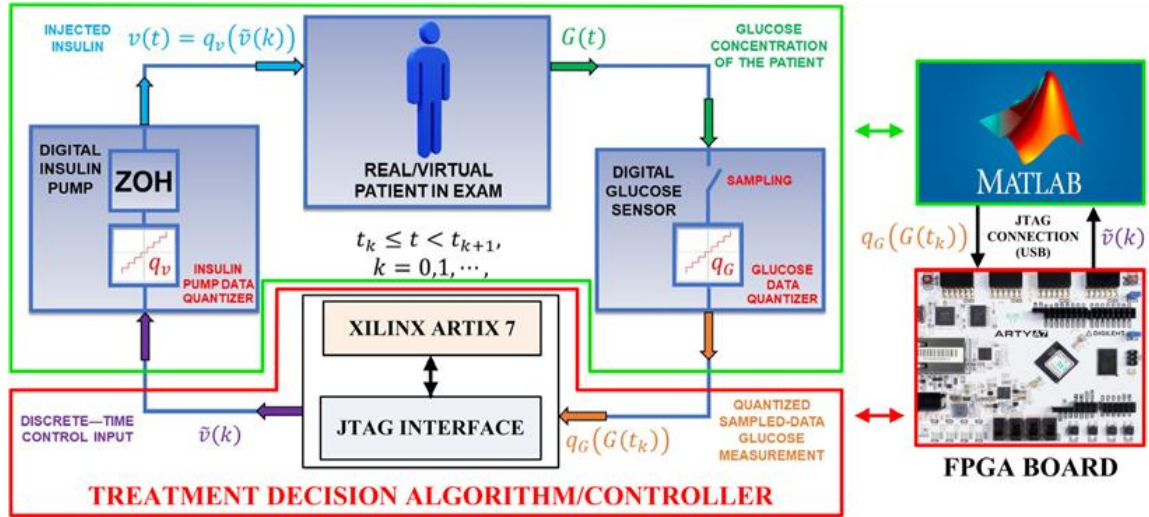 INJECTED
INSULIN
v(t) = q_v(ṽ(k))
G(t)
GLUCOSE
CONCENTRATION
OF THE PATIENT
DIGITAL
INSULIN
PUMP
ZOH
q_v
INSULIN
PUMP DATA
QUANTIZER
REAL/VIRTUAL
PATIENT IN EXAM
t_k ≤ t < t_{k+1},
k = 0,1,⋯,
DIGITAL
GLUCOSE
SENSOR
SAMPLING
q_G
GLUCOSE
DATA
QUANTIZER
XILINX ARTIX 7
JTAG INTERFACE
DISCRETE—TIME
CONTROL INPUT
ṽ(k)
q_G(G(t_k))
QUANTIZED
SAMPLED-DATA
GLUCOSE
MEASUREMENT
TREATMENT DECISION ALGORITHM/CONTROLLER
MATLAB
q_G(G(t_k))
JTAG
CONNECTION
(USB)
ṽ(k)
ARTY A7
DIGILENT
FPGA BOARD